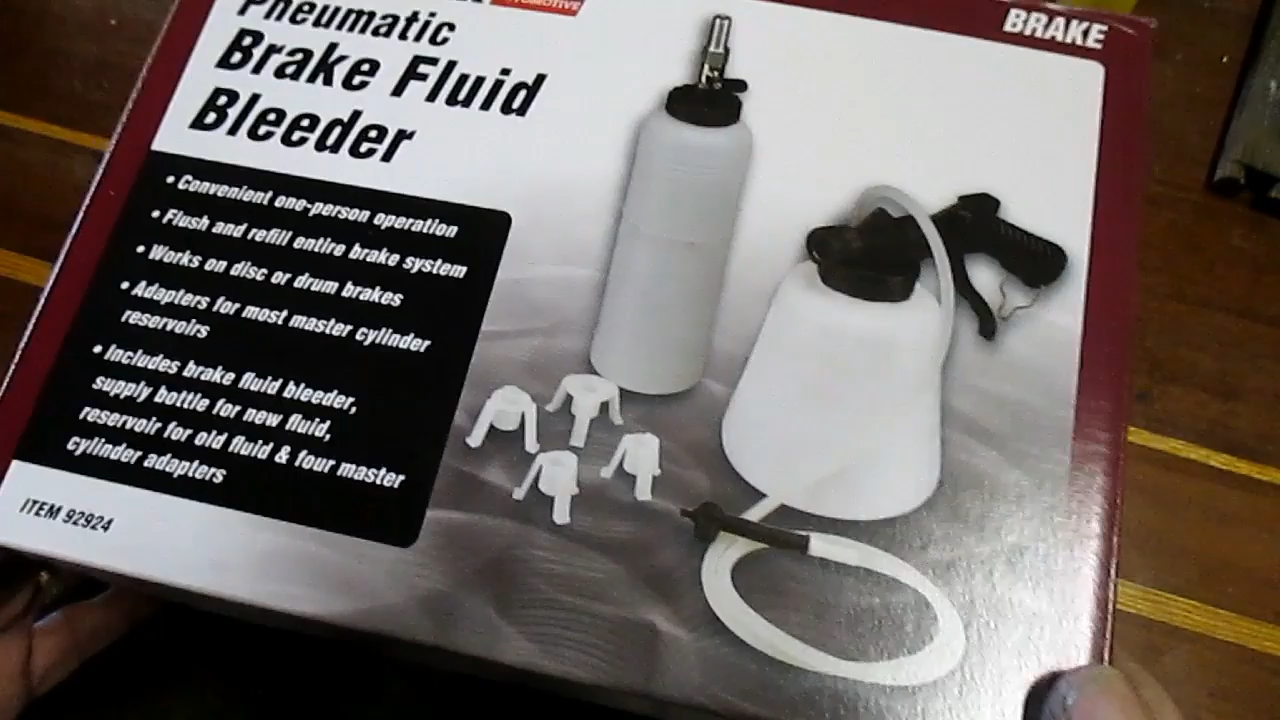 Pneumatic
Brake Fluid
Bleeder
BRAKE
• Convenient one-person operation
• Flush and refill entire brake system
• Works on disc or drum brakes
• Adapters for most master cylinder
reservoirs
• Includes brake fluid bleeder,
supply bottle for new fluid,
reservoir for old fluid & four master
cylinder adapters
ITEM 92924